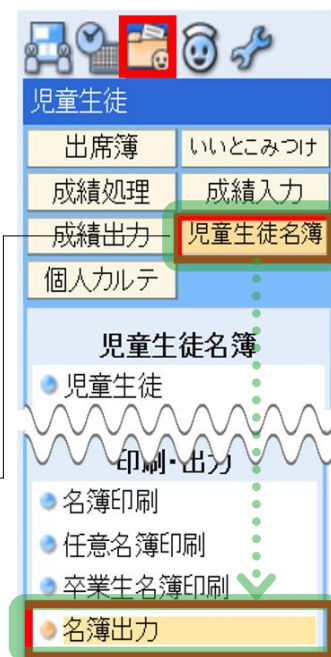 児童生徒
出席簿 いいとこみつけ
成績処理 成績入力
成績出力 児童生徒名簿
個人カルテ
児童生徒名簿
児童生徒
印刷・出力
名簿印刷
任意名簿印刷
卒業生名簿印刷
名簿出力